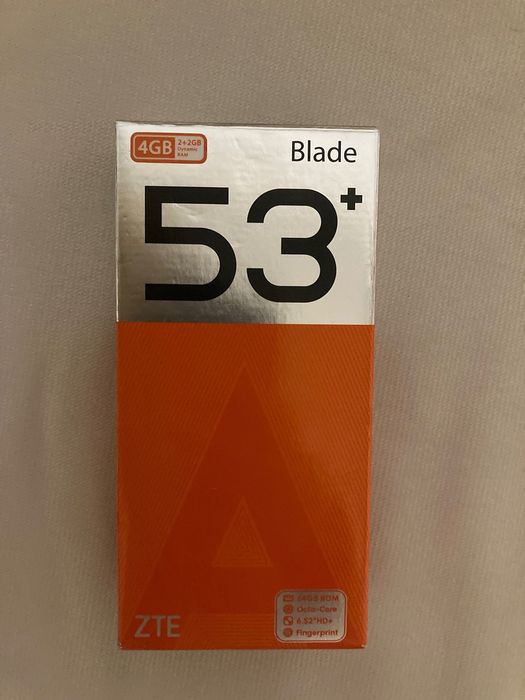 4GB 2+2GB
Dynamic
RAM
Blade
53+
ZTE
64GB ROM
Octa-Core
6.52"HD+
Fingerprint